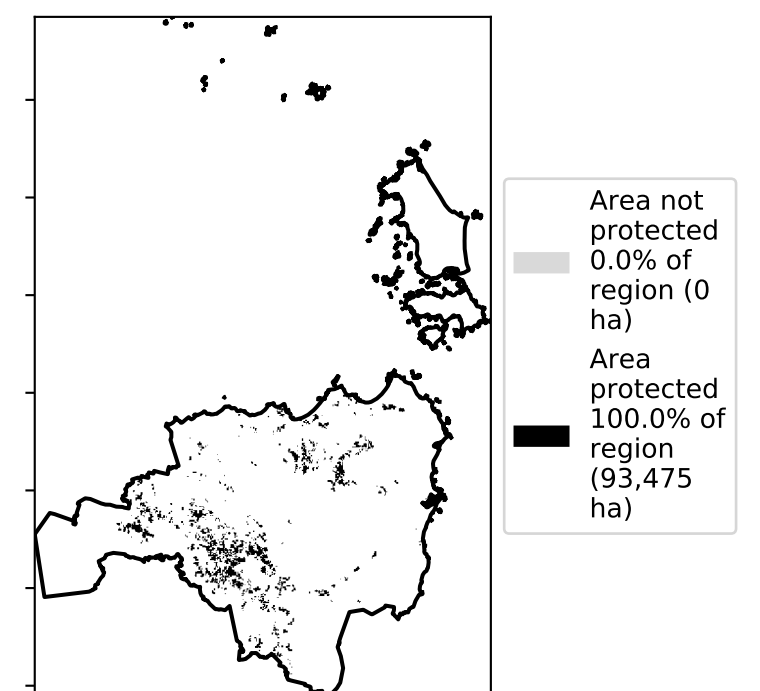 Area not
protected
0.0% of
region (0
ha)
Area
protected
100.0% of
region
(93,475
ha)